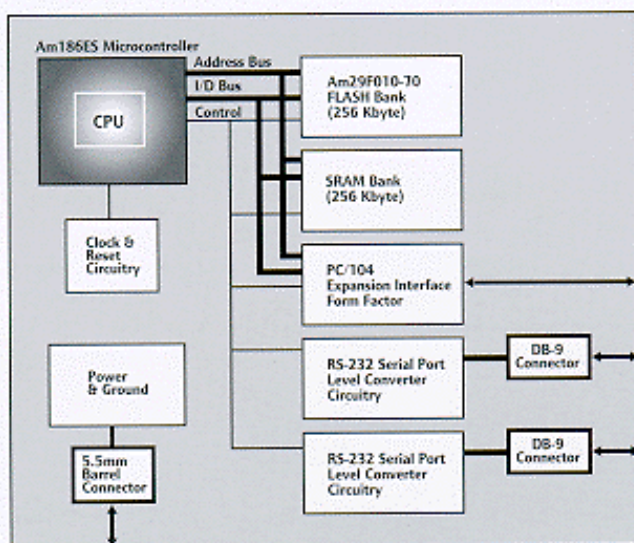 Am186ES Microcontroller
CPU
Address Bus
I/D Bus
Control
Am29F010-70
FLASH Bank
(256 Kbyte)
SRAM Bank
(256 Kbyte)
Clock &
Reset
Circuitry
PC/104
Expansion Interface
Form Factor
Power
& Ground
RS-232 Serial Port
Level Converter
Circuitry
DB-9
Connector
5.5mm
Barrel
Connector
RS-232 Serial Port
Level Converter
Circuitry
DB-9
Connector